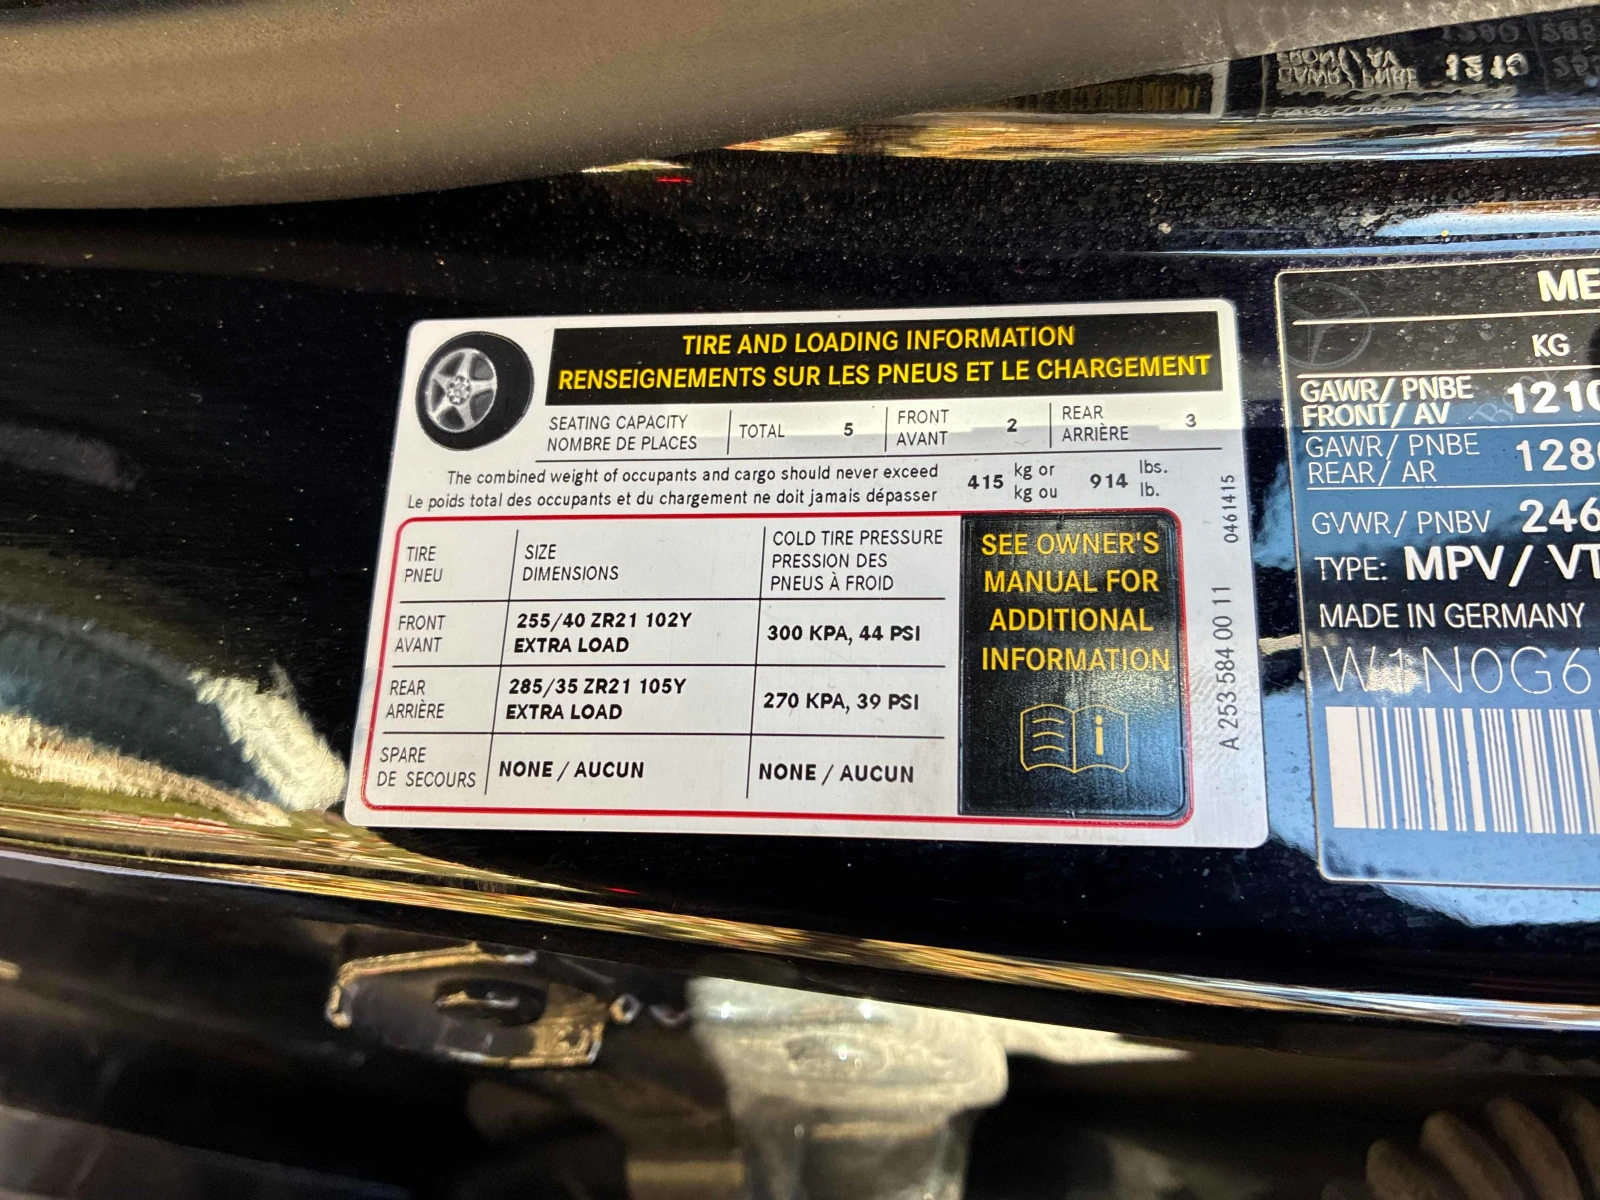 TIRE AND LOADING INFORMATION
RENSEIGNEMENTS SUR LES PNEUS ET LE CHARGEMENT
SEATING CAPACITY
NOMBRE DE PLACES
TOTAL 5
FRONT
AVANT
2
REAR
ARRIÈRE
3
The combined weight of occupants and cargo should never exceed
Le poids total des occupants et du chargement ne doit jamais dépasser
415 kg or
kg ou
914 lbs.
lb.
TIRE
PNEU
SIZE
DIMENSIONS
COLD TIRE PRESSURE
PRESSION DES
PNEUS À FROID
FRONT
AVANT
255/40 ZR21 102Y
EXTRA LOAD
300 KPA, 44 PSI
REAR
ARRIÈRE
285/35 ZR21 105Y
EXTRA LOAD
270 KPA, 39 PSI
SPARE
DE SECOURS
NONE / AUCUN
NONE / AUCUN
SEE OWNER'S
MANUAL FOR
ADDITIONAL
INFORMATION
i
A 253 584 00 11
0461415
ME
KG
GAWR/ PNBE
FRONT/ AV
1210
GAWR/ PNBE
REAR/ AR
128
GVWR/ PNBV 246
TYPE: MPV/ VT
MADE IN GERMANY
W1N0G6